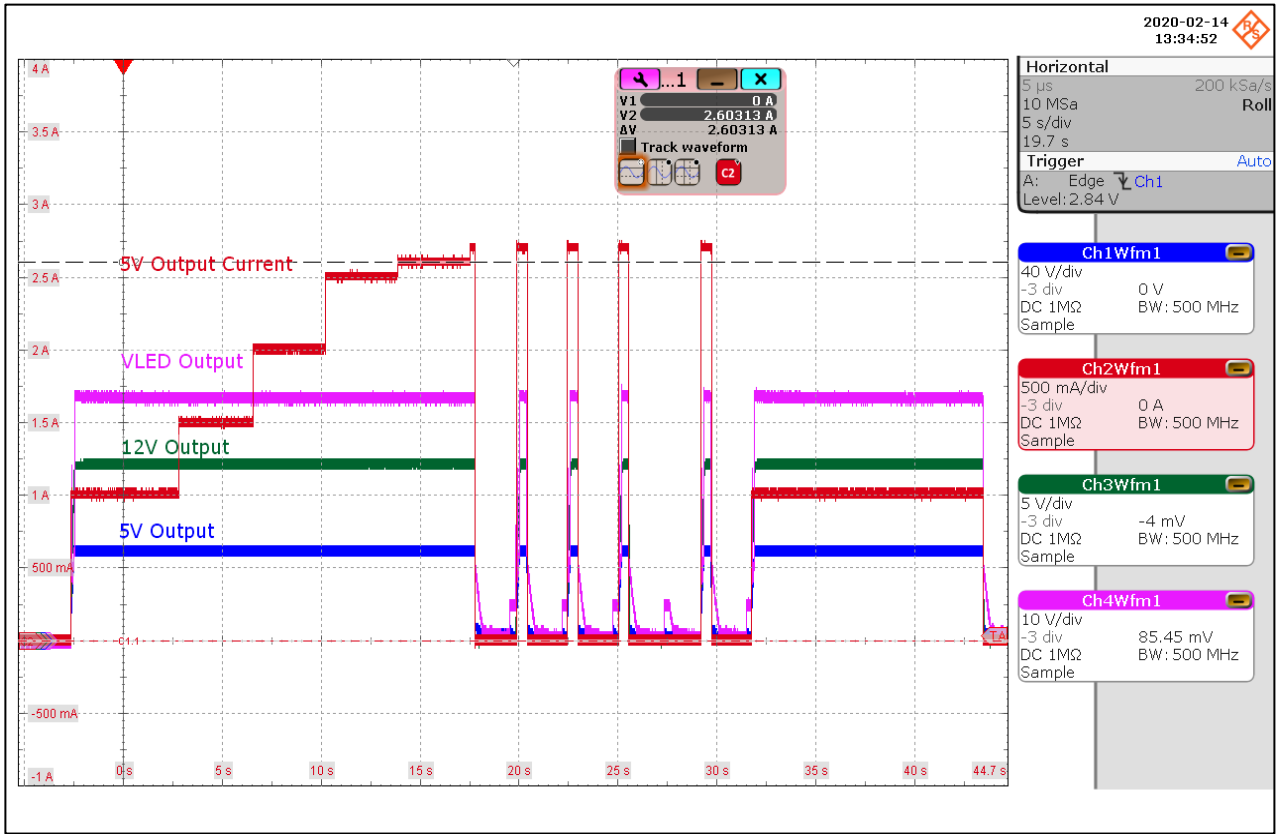 2020-02-14
13:34:52
R&S
4 A
3.5 A
3 A
2.5 A
2 A
1.5 A
1 A
500 mA
-500 mA
-1 A
...1
V1 0 A
V2 2.60313 A
ΔV 2.60313 A
Track waveform
C2
5V Output Current
VLED Output
12V Output
5V Output
TA
0 s
5 s
10 s
15 s
20 s
25 s
30 s
35 s
40 s
44.7 s
Horizontal
5 µs 200 kSa/s
10 MSa Roll
5 s/div
19.7 s
Trigger Auto
A: Edge Ch1
Level: 2.84 V
Ch1Wfm1
40 V/div
-3 div 0 V
DC 1MΩ BW: 500 MHz
Sample
Ch2Wfm1
500 mA/div
-3 div 0 A
DC 1MΩ BW: 500 MHz
Sample
Ch3Wfm1
5 V/div
-3 div -4 mV
DC 1MΩ BW: 500 MHz
Sample
Ch4Wfm1
10 V/div
-3 div 85.45 mV
DC 1MΩ BW: 500 MHz
Sample